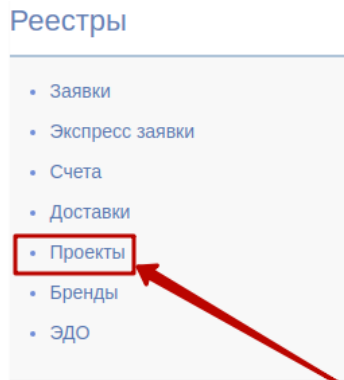 Реестры
Заявки
Экспресс заявки
Счета
Доставки
Проекты
Бренды
ЭДО